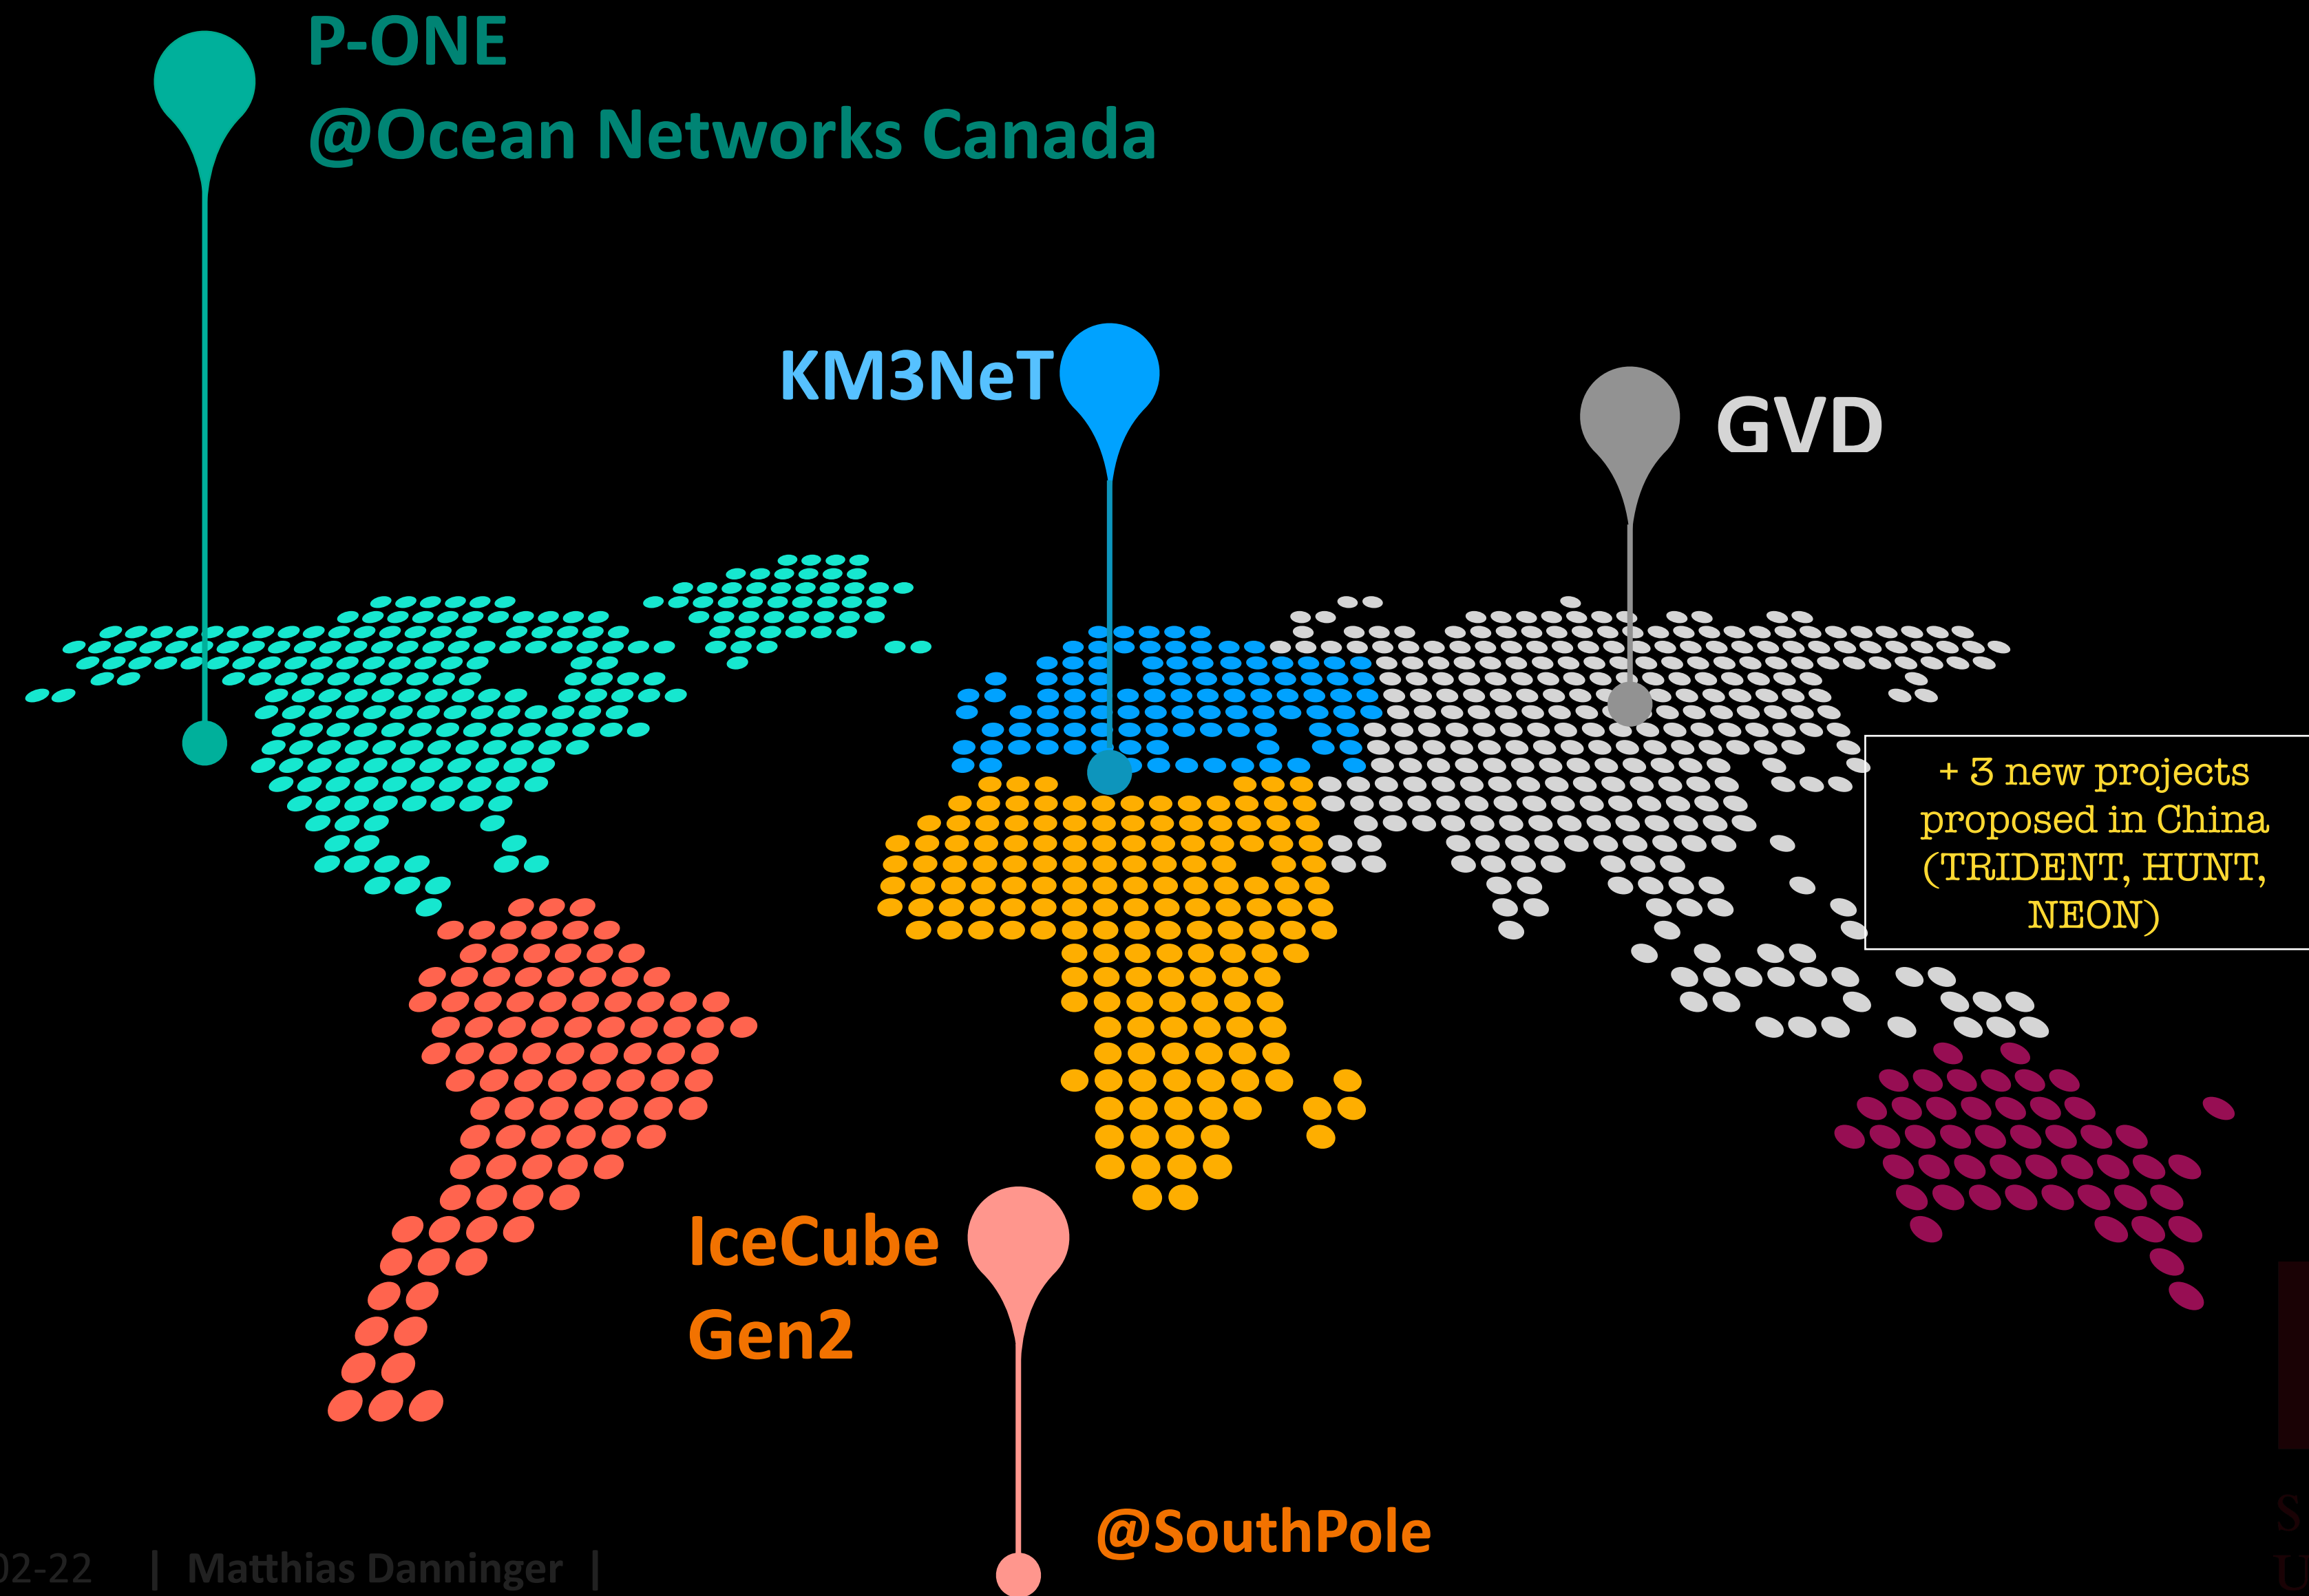 P-ONE
@Ocean Networks Canada
KM3NeT
GVD
+ 3 new projects
proposed in China
(TRIDENT, HUNT,
NEON)
IceCube
Gen2
@SouthPole
02-22 | Matthias Danninger |
S
U